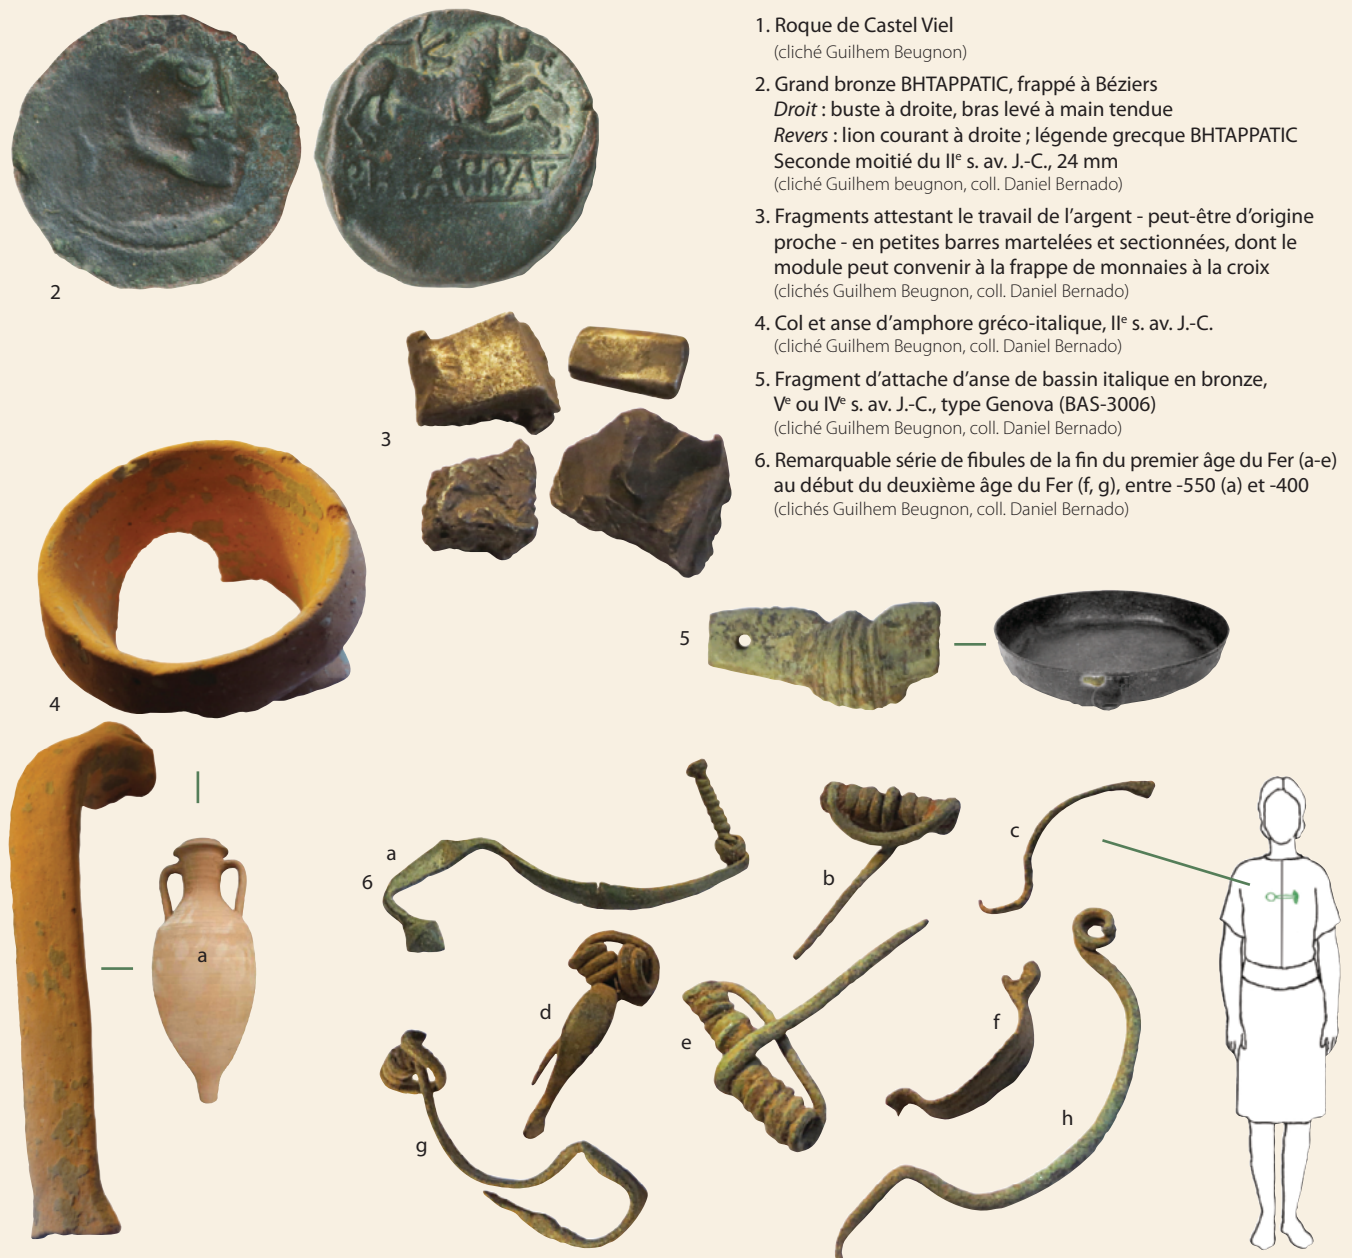 1. Roque de Castel Viel
(cliché Guilhem Beugnon)
2. Grand bronze BHTAPPATIC, frappé à Béziers
Droit : buste à droite, bras levé à main tendue
Revers : lion courant à droite ; légende grecque BHTAPPATIC
Seconde moitié du IIe s. av. J.-C., 24 mm
(cliché Guilhem beugnon, coll. Daniel Bernado)
3. Fragments attestant le travail de l'argent - peut-être d'origine
proche - en petites barres martelées et sectionnées, dont le
module peut convenir à la frappe de monnaies à la croix
(clichés Guilhem Beugnon, coll. Daniel Bernado)
4. Col et anse d'amphore gréco-italique, IIe s. av. J.-C.
(cliché Guilhem Beugnon, coll. Daniel Bernado)
5. Fragment d'attache d'anse de bassin italique en bronze,
Ve ou IVe s. av. J.-C., type Genova (BAS-3006)
(cliché Guilhem Beugnon, coll. Daniel Bernado)
6. Remarquable série de fibules de la fin du premier âge du Fer (a-e)
au début du deuxième âge du Fer (f, g), entre -550 (a) et -400
(clichés Guilhem Beugnon, coll. Daniel Bernado)
2
3
4
5
a
6
a
b
c
d
e
f
g
h